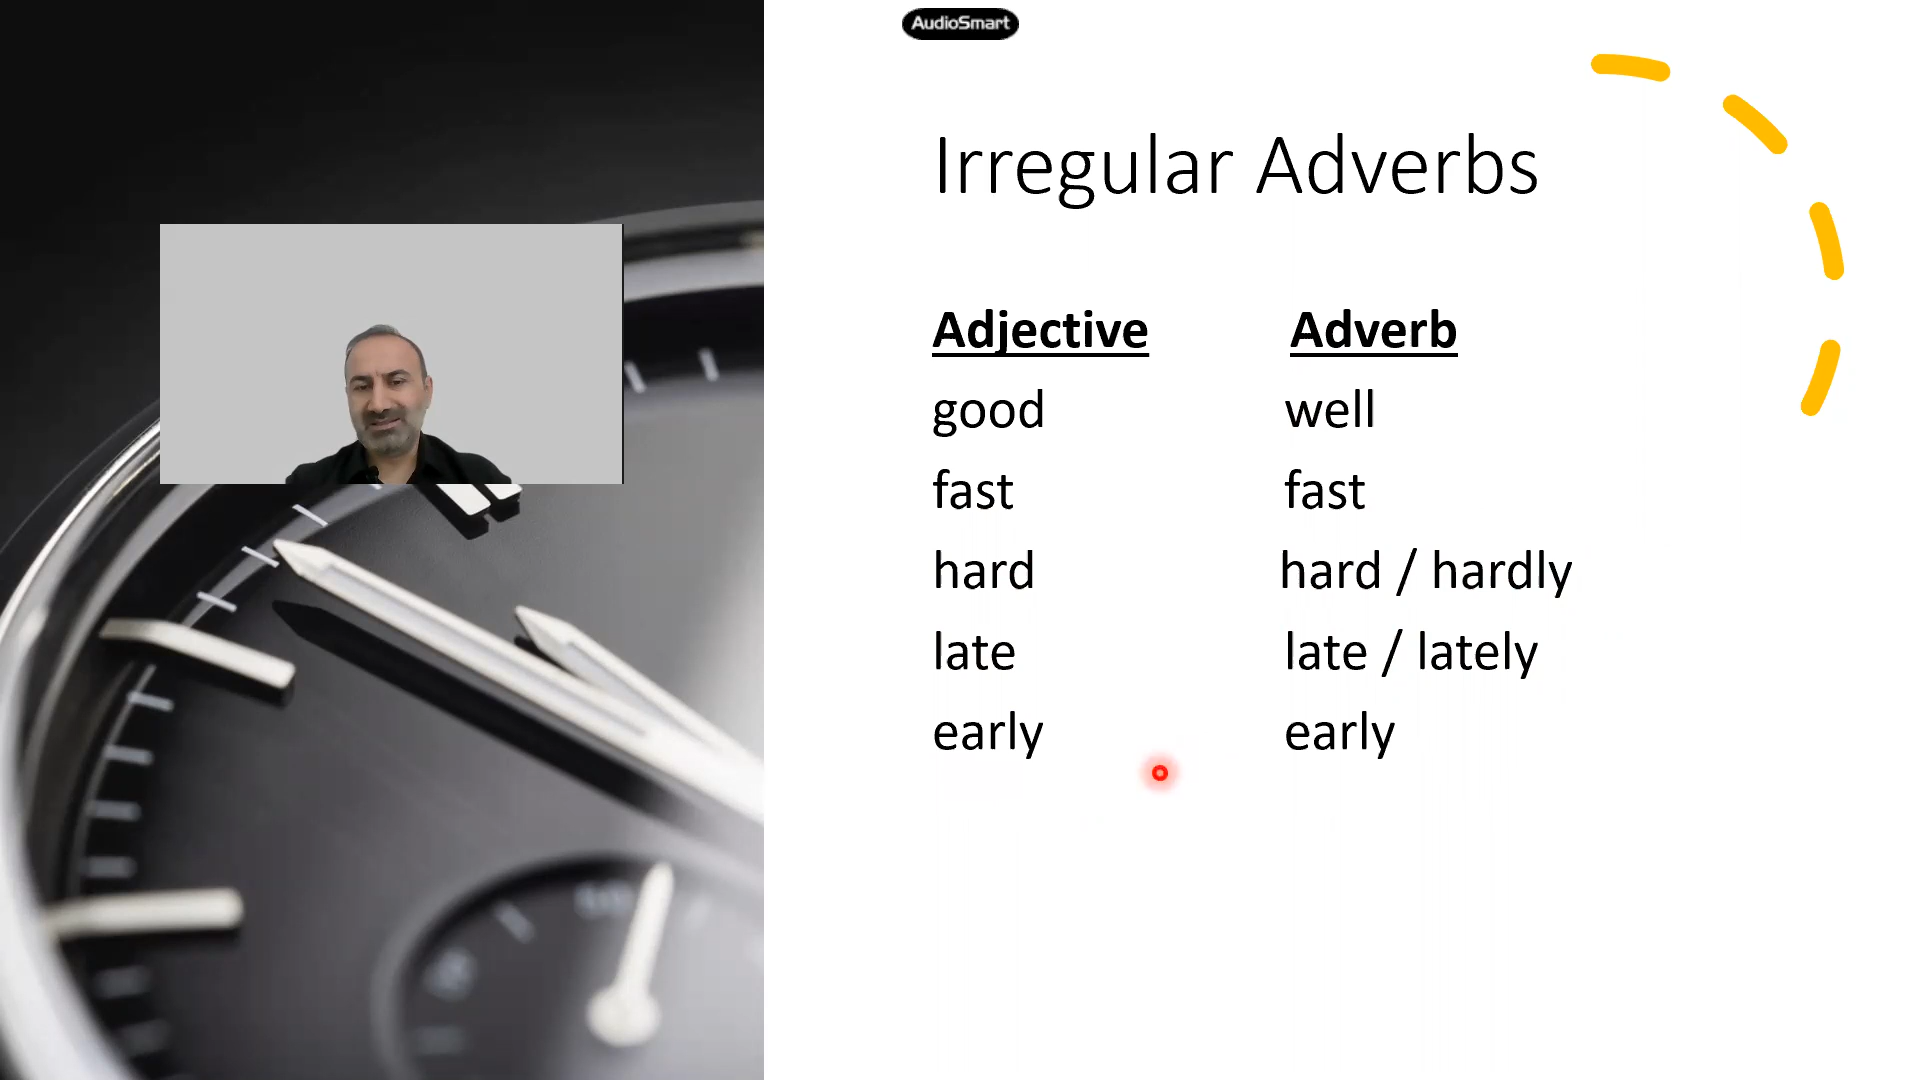 AudioSmart
Irregular Adverbs
Adjective Adverb
good well
fast fast
hard hard / hardly
late late / lately
early early